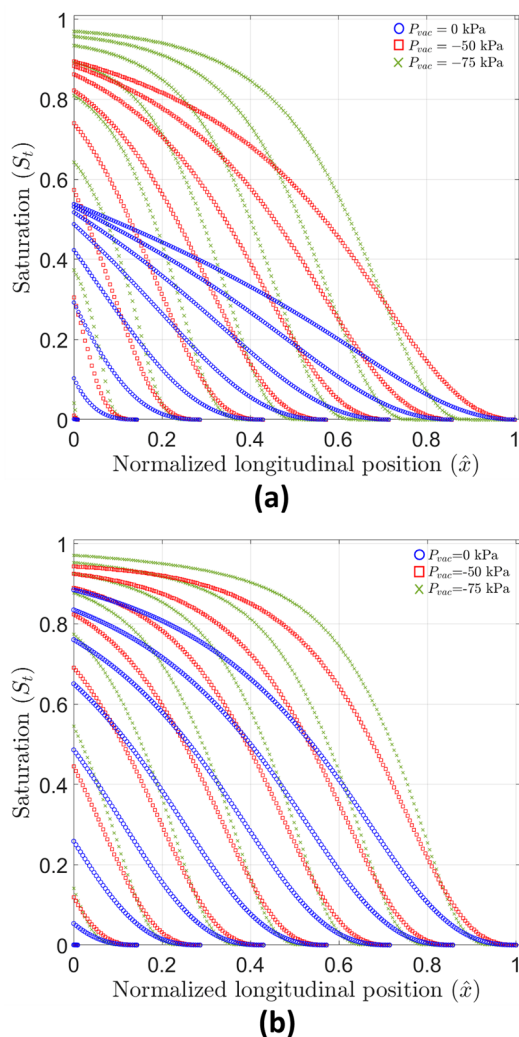 1
0.8
0.6
0.4
0.2
0
Saturation (S_t)
P_vac = 0 kPa
P_vac = −50 kPa
P_vac = −75 kPa
0 0.2 0.4 0.6 0.8 1
Normalized longitudinal position (x̂)
(a)
1
0.8
0.6
0.4
0.2
0
Saturation (S_t)
P_vac=0 kPa
P_vac=-50 kPa
P_vac=-75 kPa
0 0.2 0.4 0.6 0.8 1
Normalized longitudinal position (x̂)
(b)